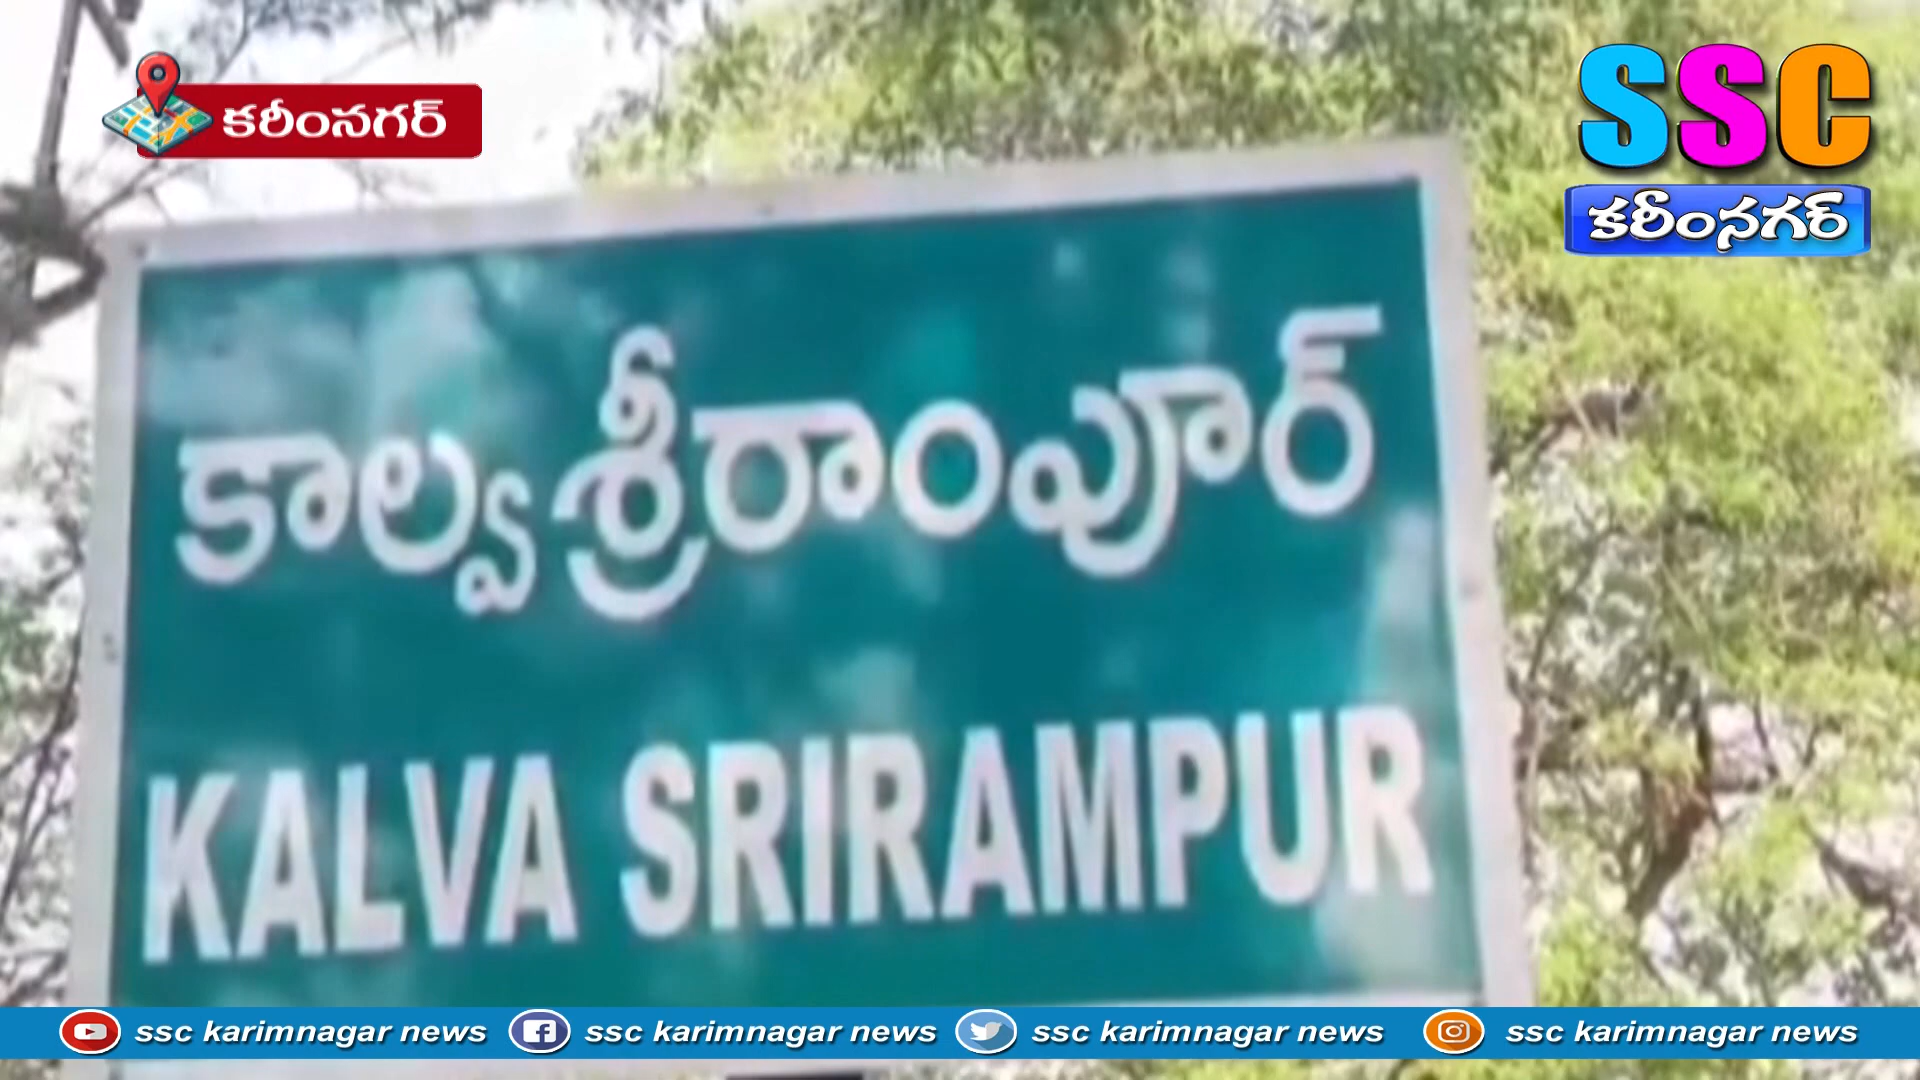 కరీంనగర్
SSC
కరీంనగర్
కాల్వశ్రీరాంపూర్
KALVA SRIRAMPUR
ssc karimnagar news ssc karimnagar news ssc karimnagar news ssc karimnagar news